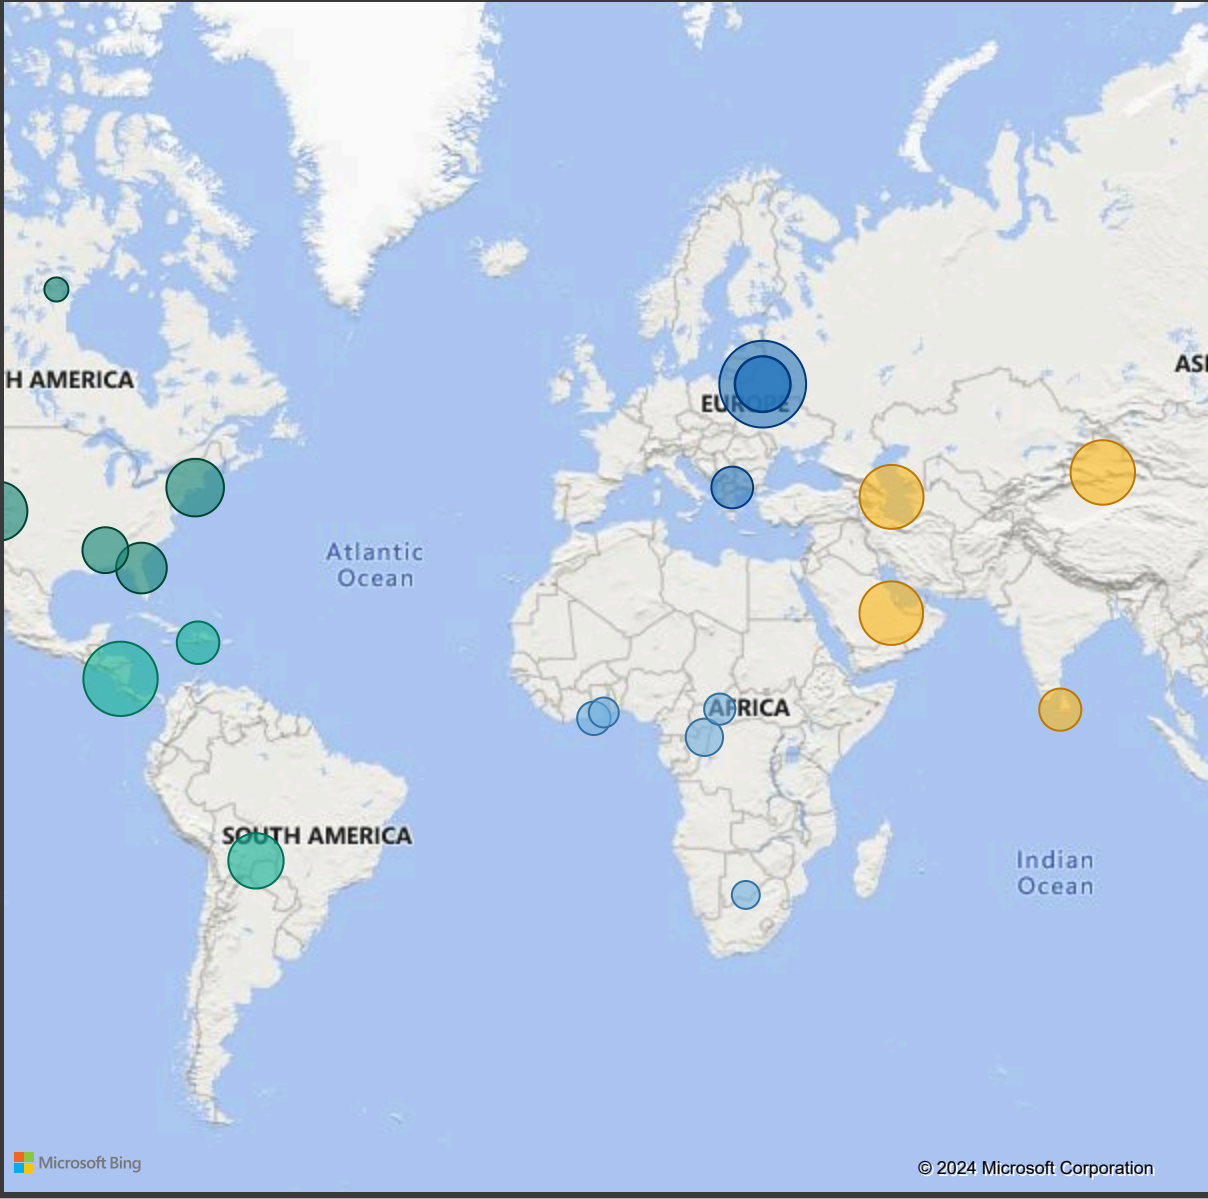 ASI
H AMERICA
EUROPE
Atlantic
Ocean
AFRICA
SOUTH AMERICA
Indian
Ocean
Microsoft Bing
© 2024 Microsoft Corporation